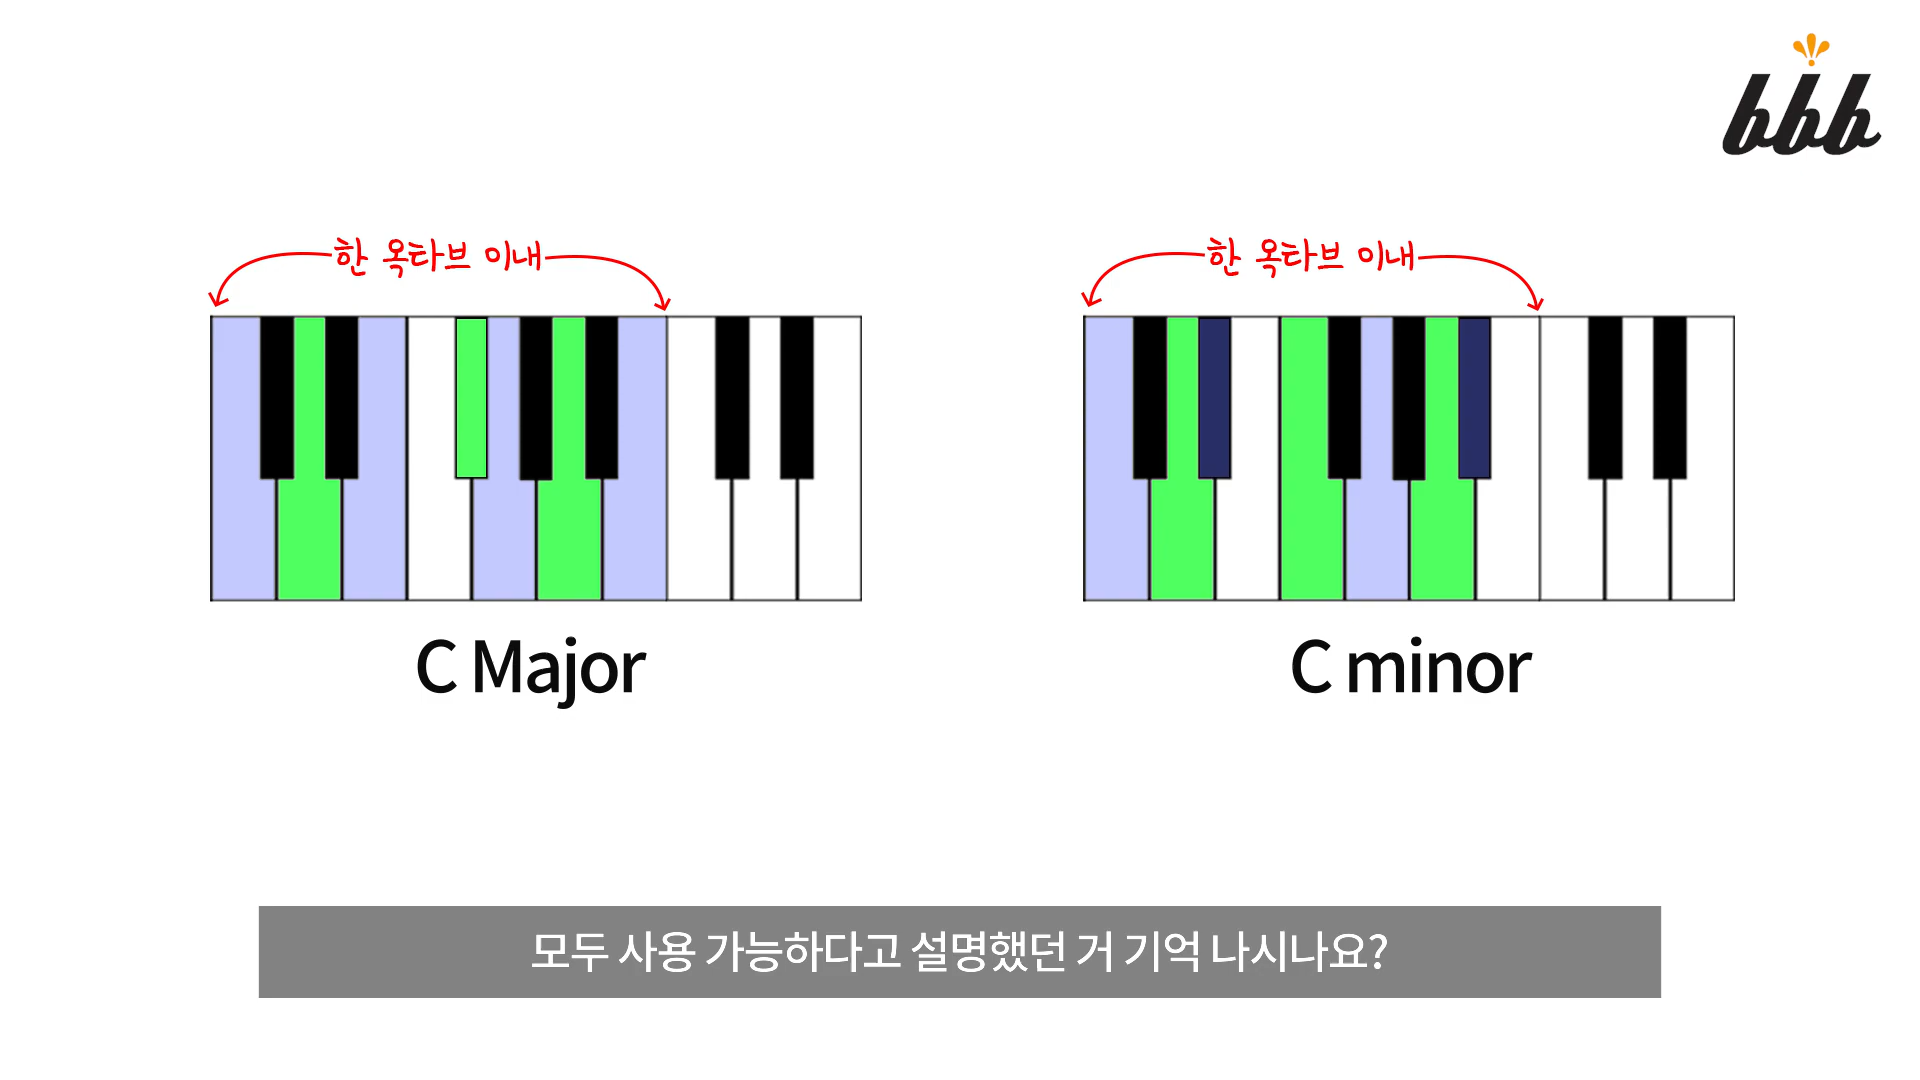 bbb
한 옥타브 이내
한 옥타브 이내
C Major
C minor
모두 사용 가능하다고 설명했던 거 기억 나시나요?